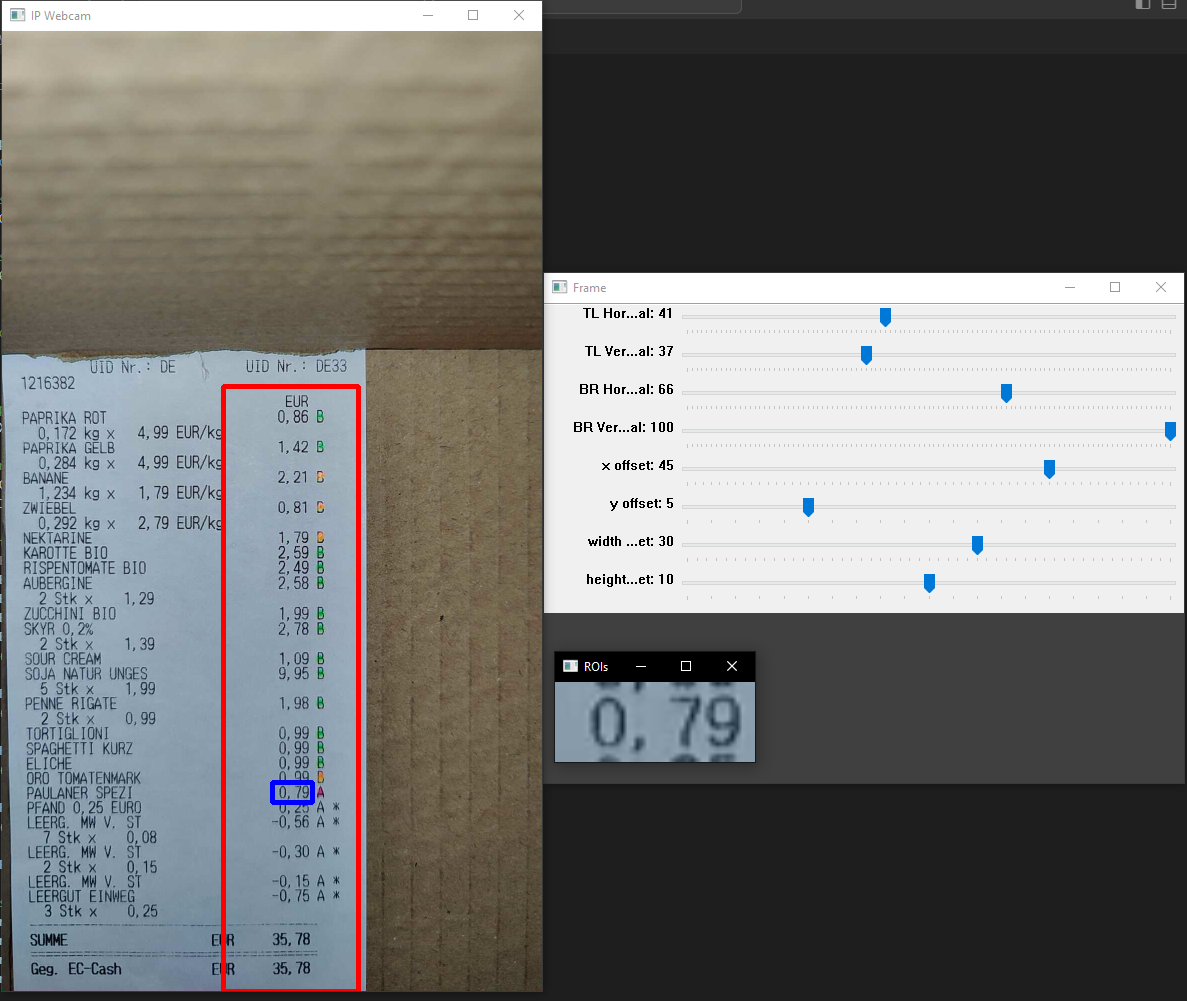 IP Webcam
UID Nr.: DE UID Nr.: DE33
1216382
EUR
PAPRIKA ROT 0,86 B
0,172 kg x 4,99 EUR/kg
PAPRIKA GELB 1,42 B
0,284 kg x 4,99 EUR/kg
BANANE 2,21 B
1,234 kg x 1,79 EUR/kg
ZWIEBEL 0,81 B
0,292 kg x 2,79 EUR/kg
NEKTARINE 1,79 B
KAROTTE BIO 2,59 B
RISPENTOMATE BIO 2,49 B
AUBERGINE 2,58 B
2 Stk x 1,29
ZUCCHINI BIO 1,99 B
SKYR 0,2% 2,78 B
2 Stk x 1,39
SOUR CREAM 1,09 B
SOJA NATUR UNGES 9,95 B
5 Stk x 1,99
PENNE RIGATE 1,98 B
2 Stk x 0,99
TORTIGLIONI 0,99 B
SPAGHETTI KURZ 0,99 B
ELICHE 0,99 B
ORO TOMATENMARK 0,99 B
PAULANER SPEZI 0,79 A
PFAND 0,25 EURO 0,25 A *
LEERG. MW V. ST -0,56 A *
7 Stk x 0,08
LEERG. MW V. ST -0,30 A *
2 Stk x 0,15
LEERG. MW V. ST -0,15 A *
LEERGUT EINWEG -0,75 A *
3 Stk x 0,25
SUMME EUR 35,78
Geg. EC-Cash EUR 35,78
Frame
TL Hor...al: 41
TL Ver...al: 37
BR Hor...al: 66
BR Ver...al: 100
x offset: 45
y offset: 5
width ...et: 30
height...et: 10
ROIs
0,79